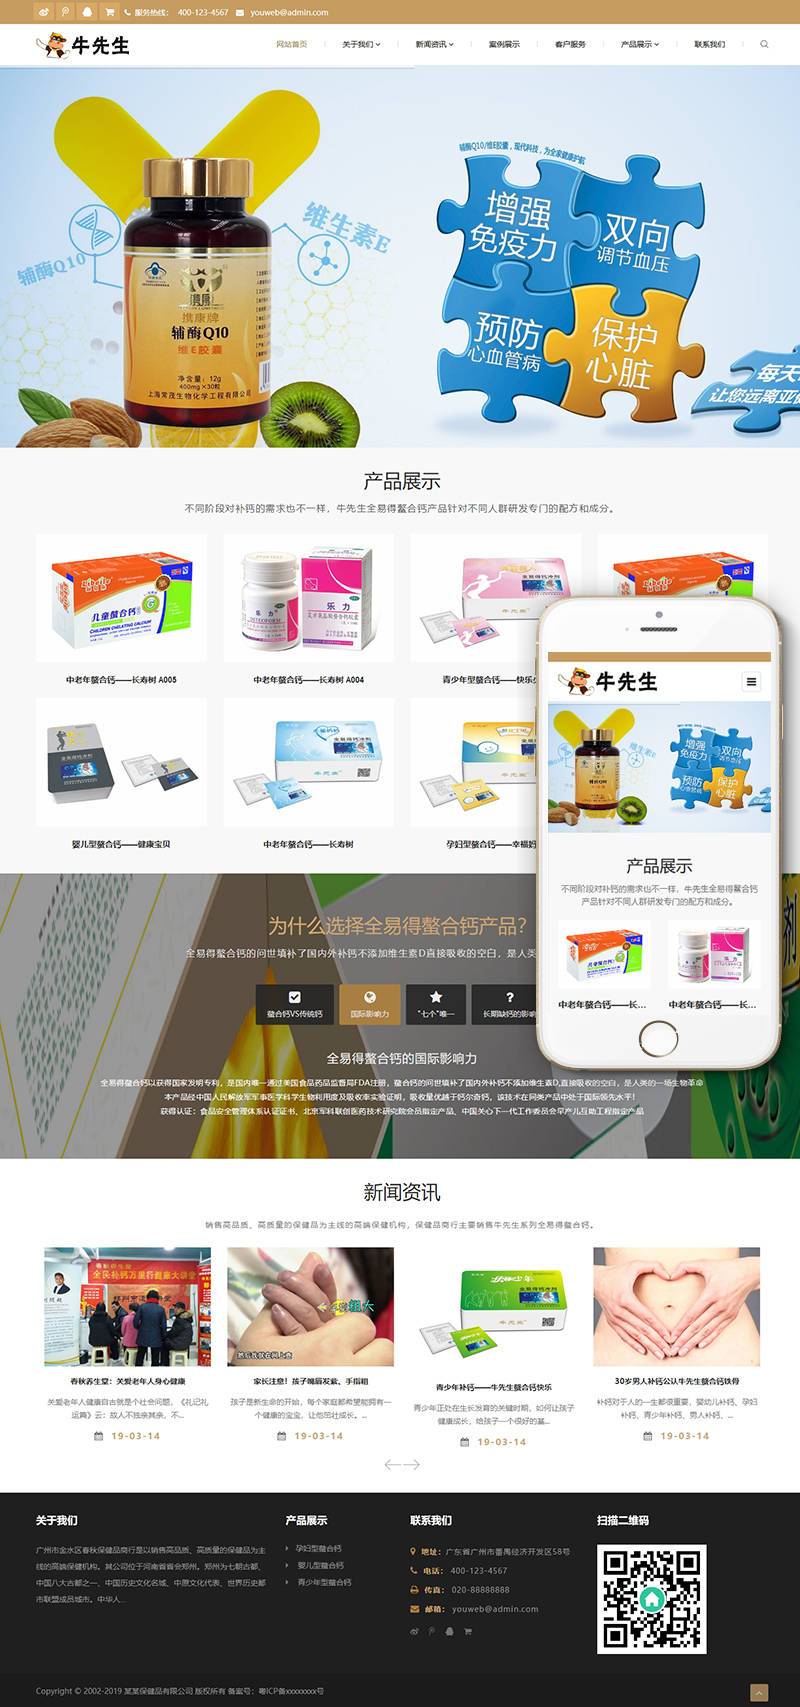 服务热线： 400-123-4567 youweb@admin.com
牛先生
网站首页 关于我们 新闻资讯 案例展示 客户服务 产品展示 联系我们
辅酶Q10/维E胶囊，现代科技，为全家健康护航
增强
免疫力
双向
调节血压
预防
心血管病
保护
心脏
每天
让您远离亚
辅酶Q10
维生素E
携康牌
辅酶Q10
维E胶囊
净含量：12g
400mg×30粒
上海常茂生物化学工程有限公司
产品展示
不同阶段对补钙的需求也不一样，牛先生全易得螯合钙产品针对不同人群研发专门的配方和成分。
儿童螯合钙
CHILDREN CHELATING CALCIUM
乐力
OSTEOFORM
乐力
中老年螯合钙——长寿树 A005
中老年螯合钙——长寿树 A004
青少年型螯合钙——快乐
婴儿型螯合钙——健康宝贝
中老年螯合钙——长寿树
孕妇型螯合钙——幸福
牛先生
产品展示
不同阶段对补钙的需求也不一样，牛先生全易得螯合钙
产品针对不同人群研发专门的配方和成分。
中老年螯合钙——长...
中老年螯合钙——长...
为什么选择全易得螯合钙产品?
全易得螯合钙的问世填补了国内外补钙不添加维生素D直接吸收的空白，是人类
螯合钙VS传统钙
国际影响力
"七个"唯一
长期缺钙的影响
全易得螯合钙的国际影响力
全易得螯合钙以获得国家发明专利，是国内唯一通过美国食品药品监督局FDA注册，螯合钙的问世填补了国内外补钙不添加维生素D,直接吸收的空白，是人类的一场生物革命
本产品经中国人民解放军军事医学科学生物利用度及吸收率实验证明，吸收量优越于钙尔奇钙，该技术在同类产品中处于国际领先水平！
获得认证：食品安全管理体系认证证书、北京军科联创医药技术研究院会员指定产品、中国关心下一代工作委员会早产儿互助工程指定产品
新闻资讯
销售高品质、高质量的保健品为主线的高端保健机构，保健品商行主要销售牛先生系列全易得螯合钙。
春秋养生堂：关爱老年人身心健康
关爱老年人健康自古就是个社会问题，《礼记礼
运篇》云：故人不独亲其亲，不...
19-03-14
家长注意！孩子嘴唇发紫、手指粗
孩子是新生命的开始，每个家庭都希望能拥有一
个健康的宝宝，让他茁壮成长。...
19-03-14
青少年补钙——牛先生螯合钙快乐
青少年正处在生长发育的关键时期，如何让孩子
健康成长，给孩子一个很好的基...
19-03-14
30岁男人补钙公认牛先生螯合钙铁骨
补钙对于人的一生都很重要，婴幼儿补钙、孕妇
补钙、青少年补钙、男人补钙、...
19-03-14
关于我们
广州市金水区春秋保健品商行是以销售高品质、高质量的保健品为主
线的高端保健机构。其公司位于河南省省会郑州。郑州为七朝古都、
中国八大古都之一、中国历史文化名城、中原文化代表、世界历史都
市联盟成员城市。中华人...
产品展示
孕妇型螯合钙
婴儿型螯合钙
青少年型螯合钙
联系我们
地址：广东省广州市番禺经济开发区58号
电话： 400-123-4567
传真： 020-88888888
邮箱： youweb@admin.com
扫描二维码
Copyright © 2002-2019 某某保健品有限公司 版权所有 备案号：粤ICP备xxxxxxxx号